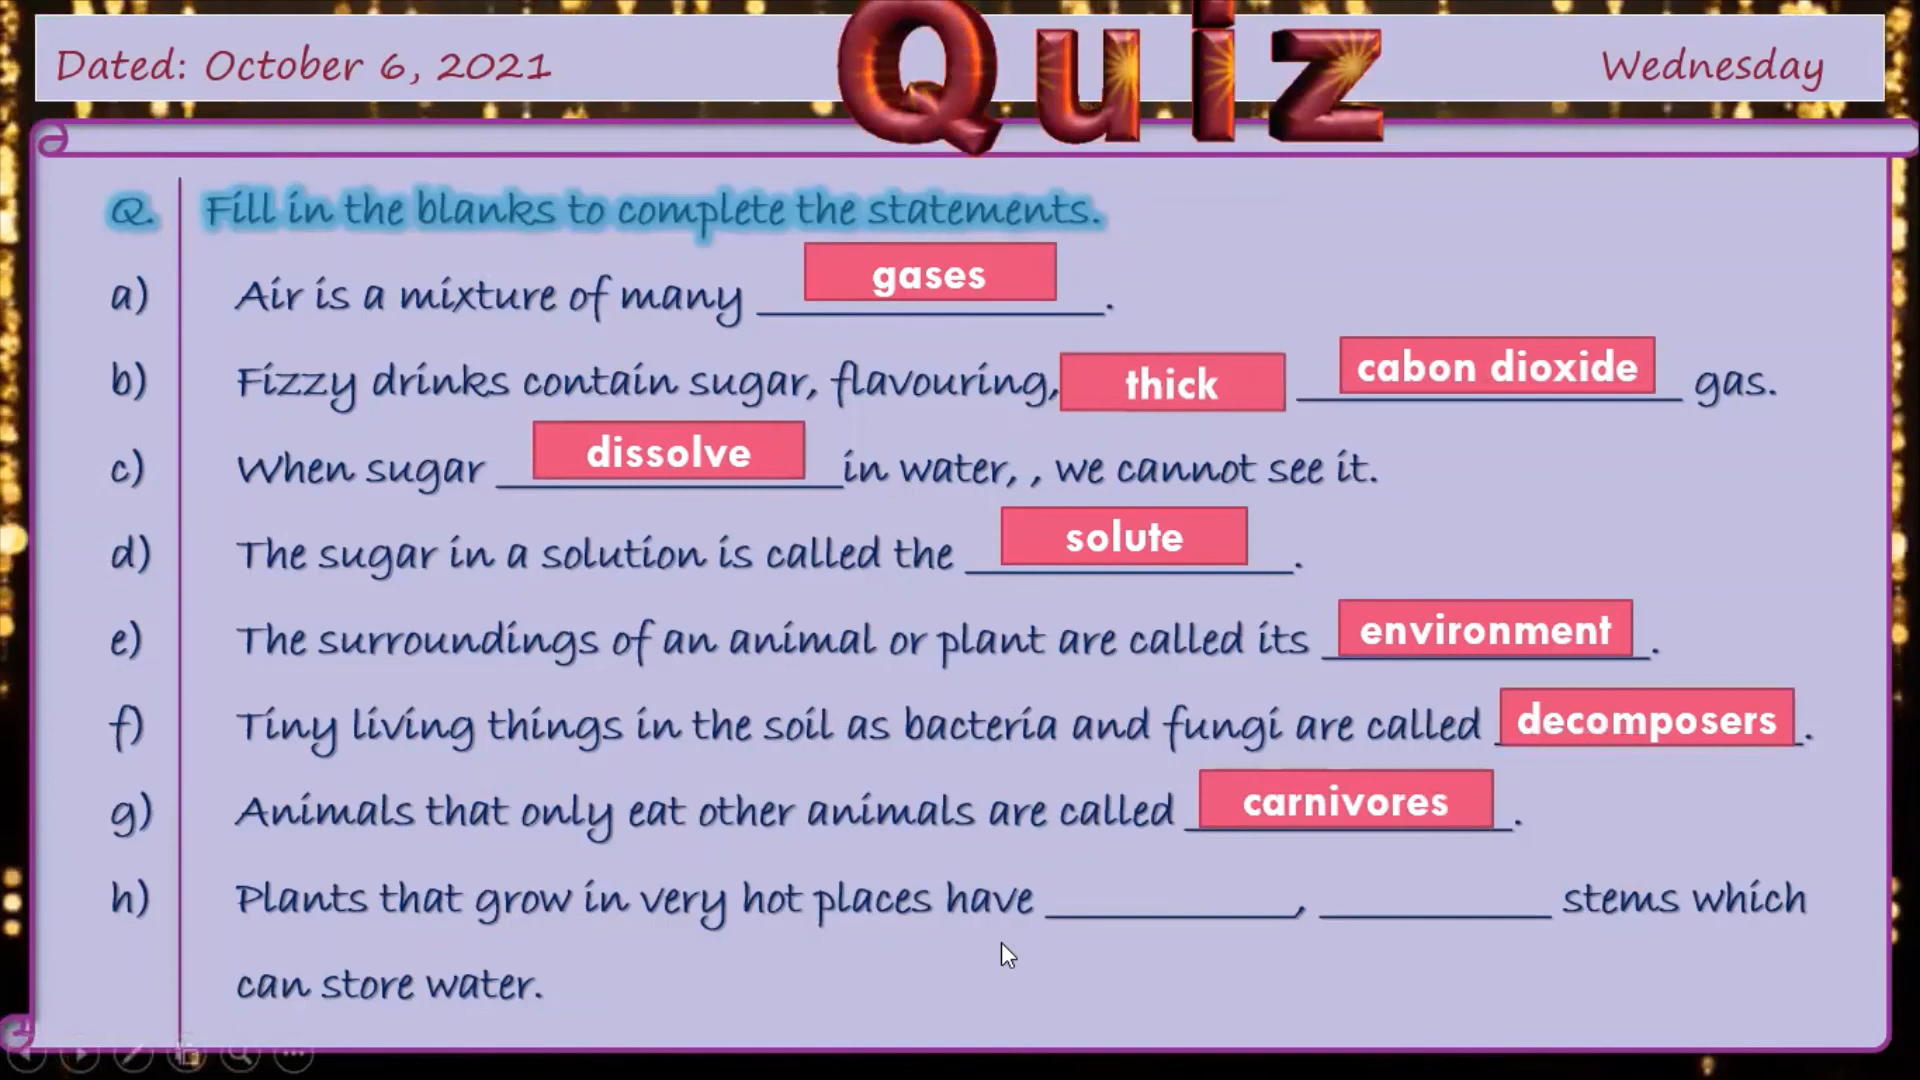 Dated: October 6, 2021 Quiz Wednesday
Q. Fill in the blanks to complete the statements.
a) Air is a mixture of many gases.
b) Fizzy drinks contain sugar, flavouring, thick cabon dioxide gas.
c) When sugar dissolve in water, , we cannot see it.
d) The sugar in a solution is called the solute.
e) The surroundings of an animal or plant are called its environment.
f) Tiny living things in the soil as bacteria and fungi are called decomposers.
g) Animals that only eat other animals are called carnivores.
h) Plants that grow in very hot places have __________, __________ stems which
can store water.